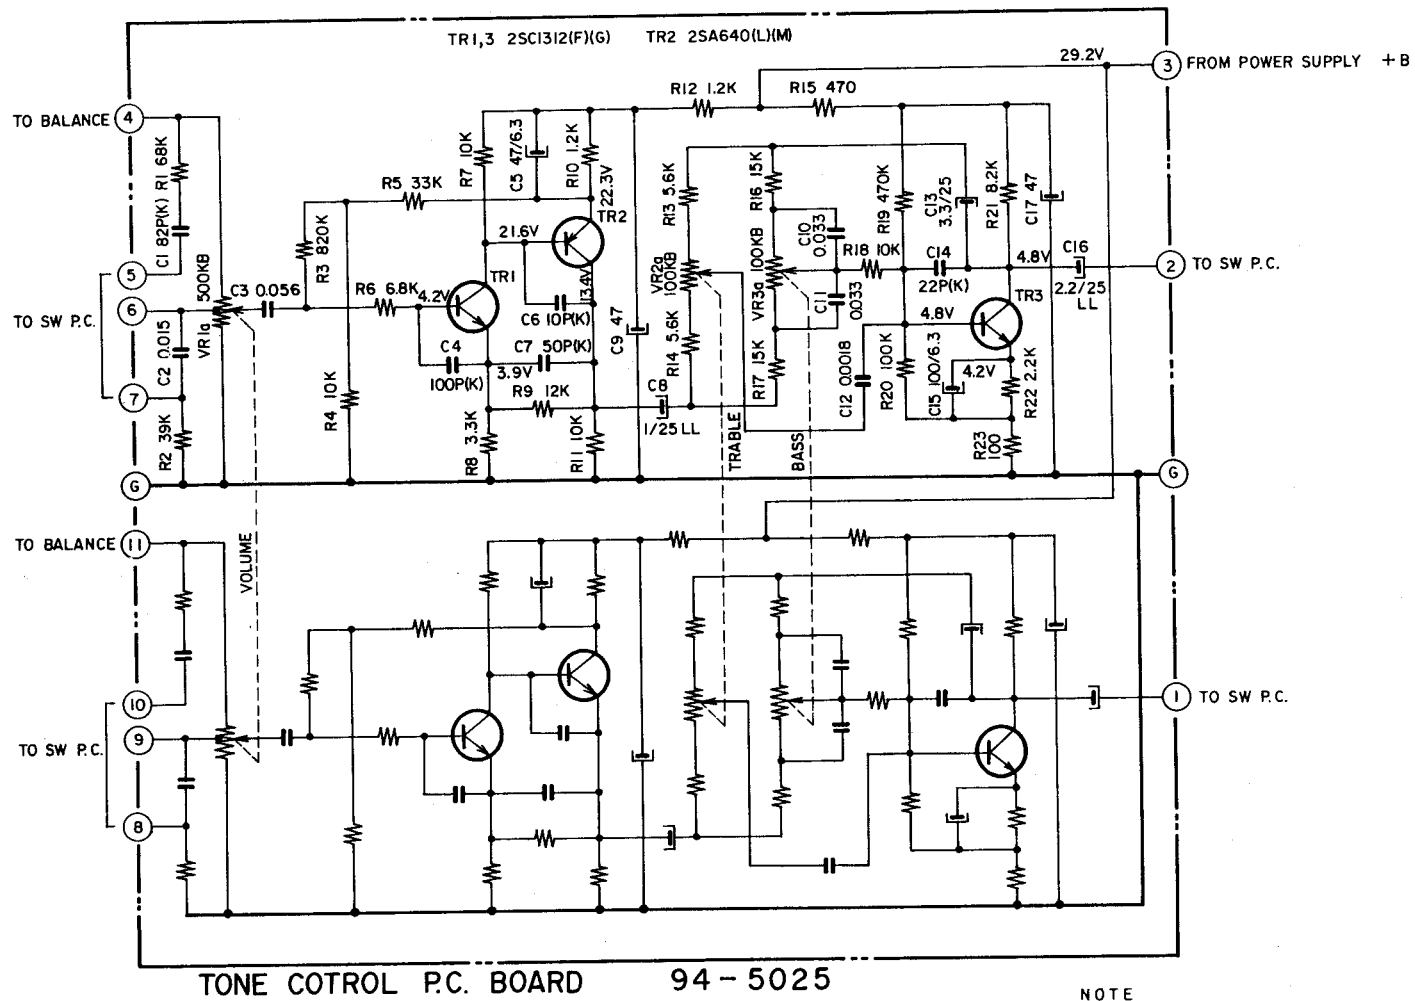 TR1,3 2SC1312(F)(G) TR2 2SA640(L)(M)
29.2V
3 FROM POWER SUPPLY +B
R12 1.2K
R15 470
TO BALANCE 4
R1 68K
C1 82P(K)
R7 10K
C5 47/6.3
R10 1.2K
22.3V
R5 33K
R3 820K
TR2
21.6V
R13 5.6K
R16 15K
R19 470K
C13 3.3/25
R21 8.2K
C17 47
C10 0.033
R18 10K
C14 22P(K)
4.8V
C16 2.2/25 LL
2 TO SW P.C.
5
6
7
TO SW P.C.
500KB
VR1a
C3 0.056
C2 0.015
R2 39K
R6 6.8K
4.2V
TR1
13.4V
C6 10P(K)
C4 100P(K)
C7 50P(K)
3.9V
R9 12K
R4 10K
R8 3.3K
R11 10K
C9 47
C8 1/25 LL
VR2a 100KB
VR3a 100KB
C11 0.033
R14 5.6K
R17 15K
C12 0.0018
R20 100K
C15 100/6.3
4.8V
TR3
4.2V
R22 2.2K
R23 100
TRABLE
BASS
G
G
TO BALANCE 11
VOLUME
10
9
8
TO SW P.C.
1 TO SW P.C.
TONE COTROL P.C. BOARD 94-5025
NOTE